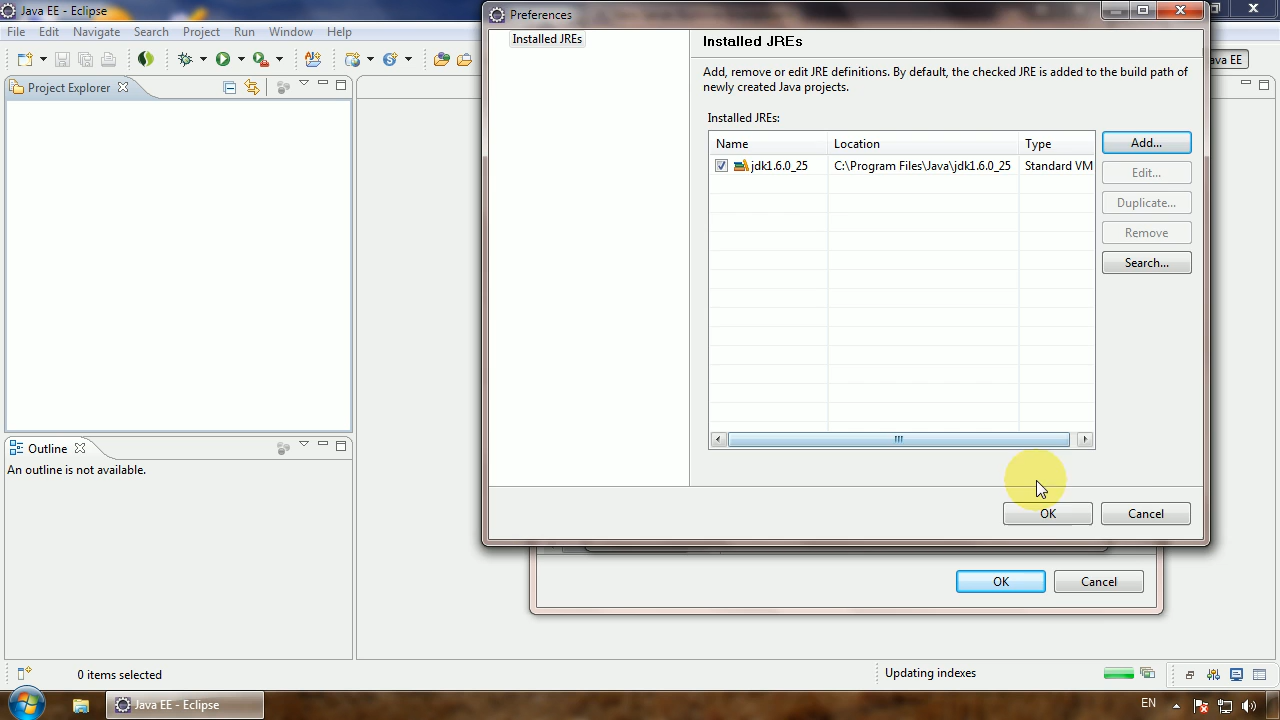 Java EE - Eclipse
File Edit Navigate Search Project Run Window Help
Project Explorer
Outline
An outline is not available.
Preferences
Installed JREs
Installed JREs
Add, remove or edit JRE definitions. By default, the checked JRE is added to the build path of
newly created Java projects.
Installed JREs:
Name Location Type
jdk1.6.0_25 C:\Program Files\Java\jdk1.6.0_25 Standard VM
Add...
Edit...
Duplicate...
Remove
Search...
OK Cancel
OK Cancel
ava EE
0 items selected
Updating indexes
Java EE - Eclipse
EN